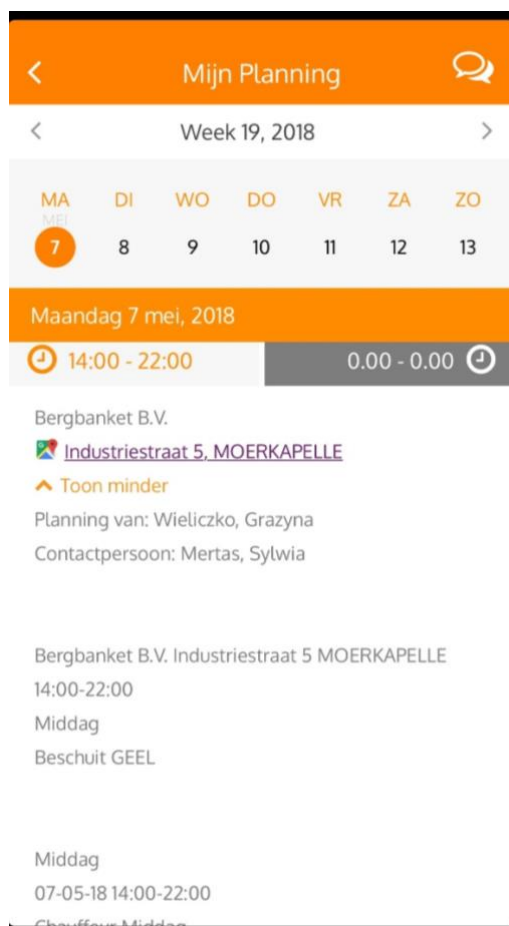 Mijn Planning
Week 19, 2018
MA DI WO DO VR ZA ZO
MEI
7 8 9 10 11 12 13
Maandag 7 mei, 2018
14:00 - 22:00 0.00 - 0.00
Bergbanket B.V.
Industriestraat 5, MOERKAPELLE
Toon minder
Planning van: Wieliczko, Grazyna
Contactpersoon: Mertas, Sylwia
Bergbanket B.V. Industriestraat 5 MOERKAPELLE
14:00-22:00
Middag
Beschuit GEEL
Middag
07-05-18 14:00-22:00
Chauffeur Middag